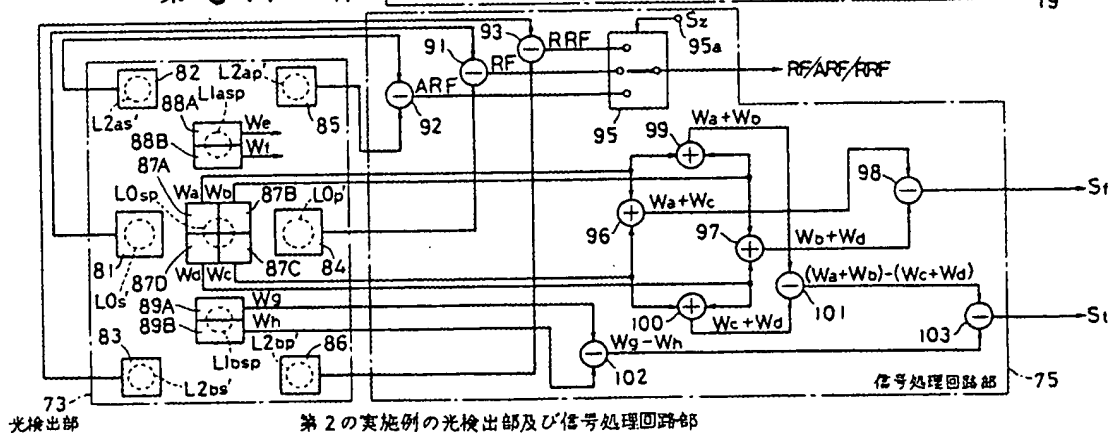 19
93
RRF
Sz
95a
91
RF
82
L2ap'
ARF
RF/ARF/RRF
88A
L1asp
85
92
95
99
Wa+Wb
L2as'
We
88B
Wf
87A
98
Sf
L0sp
Wa Wb
87B
L0p'
96
Wa+Wc
97
Wb+Wd
81
87D
Wd Wc
87C
84
(Wa+Wb)-(Wc+Wd)
L0s'
89A
Wg
100
Wc+Wd
101
St
89B
Wh
103
83
L2bp'
86
Wg-Wh
L1bsp
102
L2bs'
73
信号処理回路部
75
光検出部
第2の実施例の光検出部及び信号処理回路部